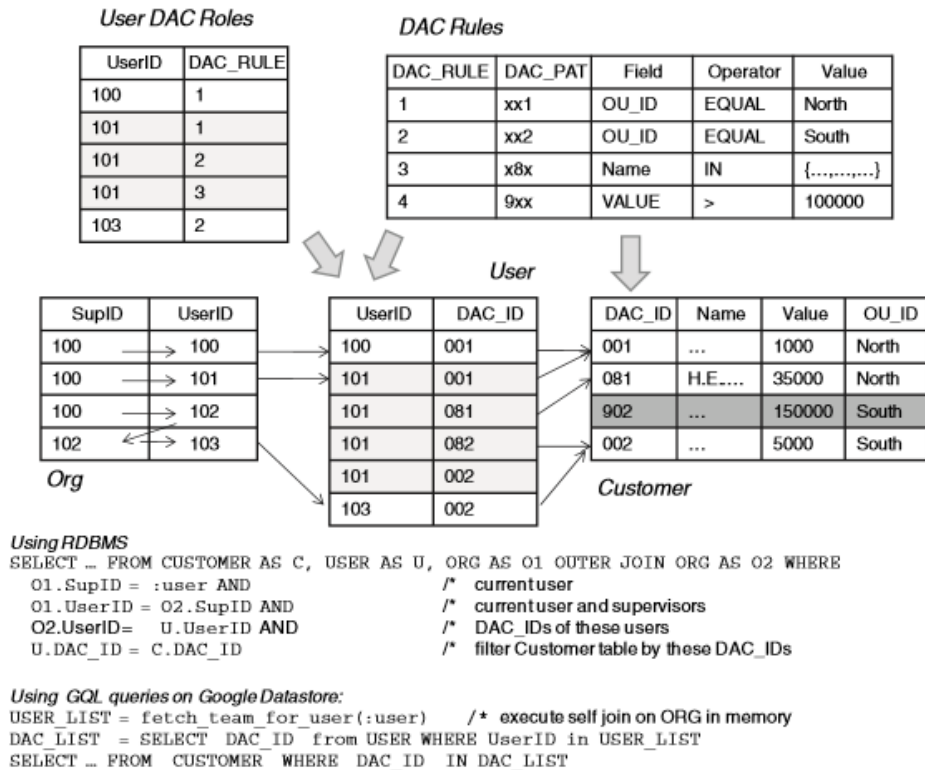 User DAC Roles
UserID DAC_RULE
100 1
101 1
101 2
101 3
103 2
DAC Rules
DAC_RULE DAC_PAT Field Operator Value
1 xx1 OU_ID EQUAL North
2 xx2 OU_ID EQUAL South
3 x8x Name IN {...,...,...}
4 9xx VALUE > 100000
SupID UserID
100 100
100 101
100 102
102 103
Org
User
UserID DAC_ID
100 001
101 001
101 081
101 082
101 002
103 002
DAC_ID Name Value OU_ID
001 ... 1000 North
081 H.E..... 35000 North
902 ... 150000 South
002 ... 5000 South
Customer
Using RDBMS
SELECT … FROM CUSTOMER AS C, USER AS U, ORG AS O1 OUTER JOIN ORG AS O2 WHERE
O1.SupID = :user AND /* current user
O1.UserID = O2.SupID AND /* current user and supervisors
O2.UserID= U.UserID AND /* DAC_IDs of these users
U.DAC_ID = C.DAC_ID /* filter Customer table by these DAC_IDs
Using GQL queries on Google Datastore:
USER_LIST = fetch_team_for_user(:user) /* execute self join on ORG in memory
DAC_LIST = SELECT DAC_ID from USER WHERE UserID in USER_LIST
SELECT … FROM CUSTOMER WHERE DAC_ID IN DAC_LIST